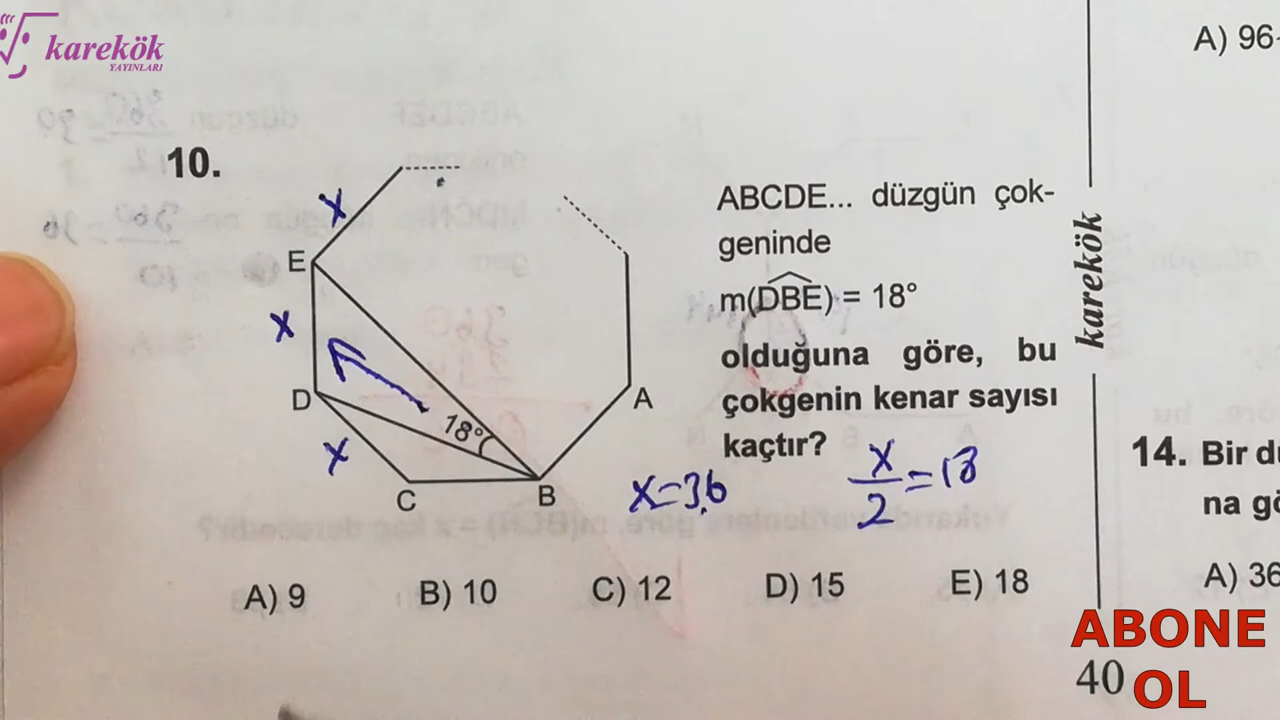 karekök
YAYINLARI
10.
E
D
C
B
A
18°
x
x
x
ABCDE... düzgün çok-
geninde
m(DBE) = 18°
olduğuna göre, bu
çokgenin kenar sayısı
kaçtır?
x/2 = 18
x=36
A) 9 B) 10 C) 12 D) 15 E) 18
karekök
A) 96
14. Bir d
na gö
A) 36
40
ABONE
OL